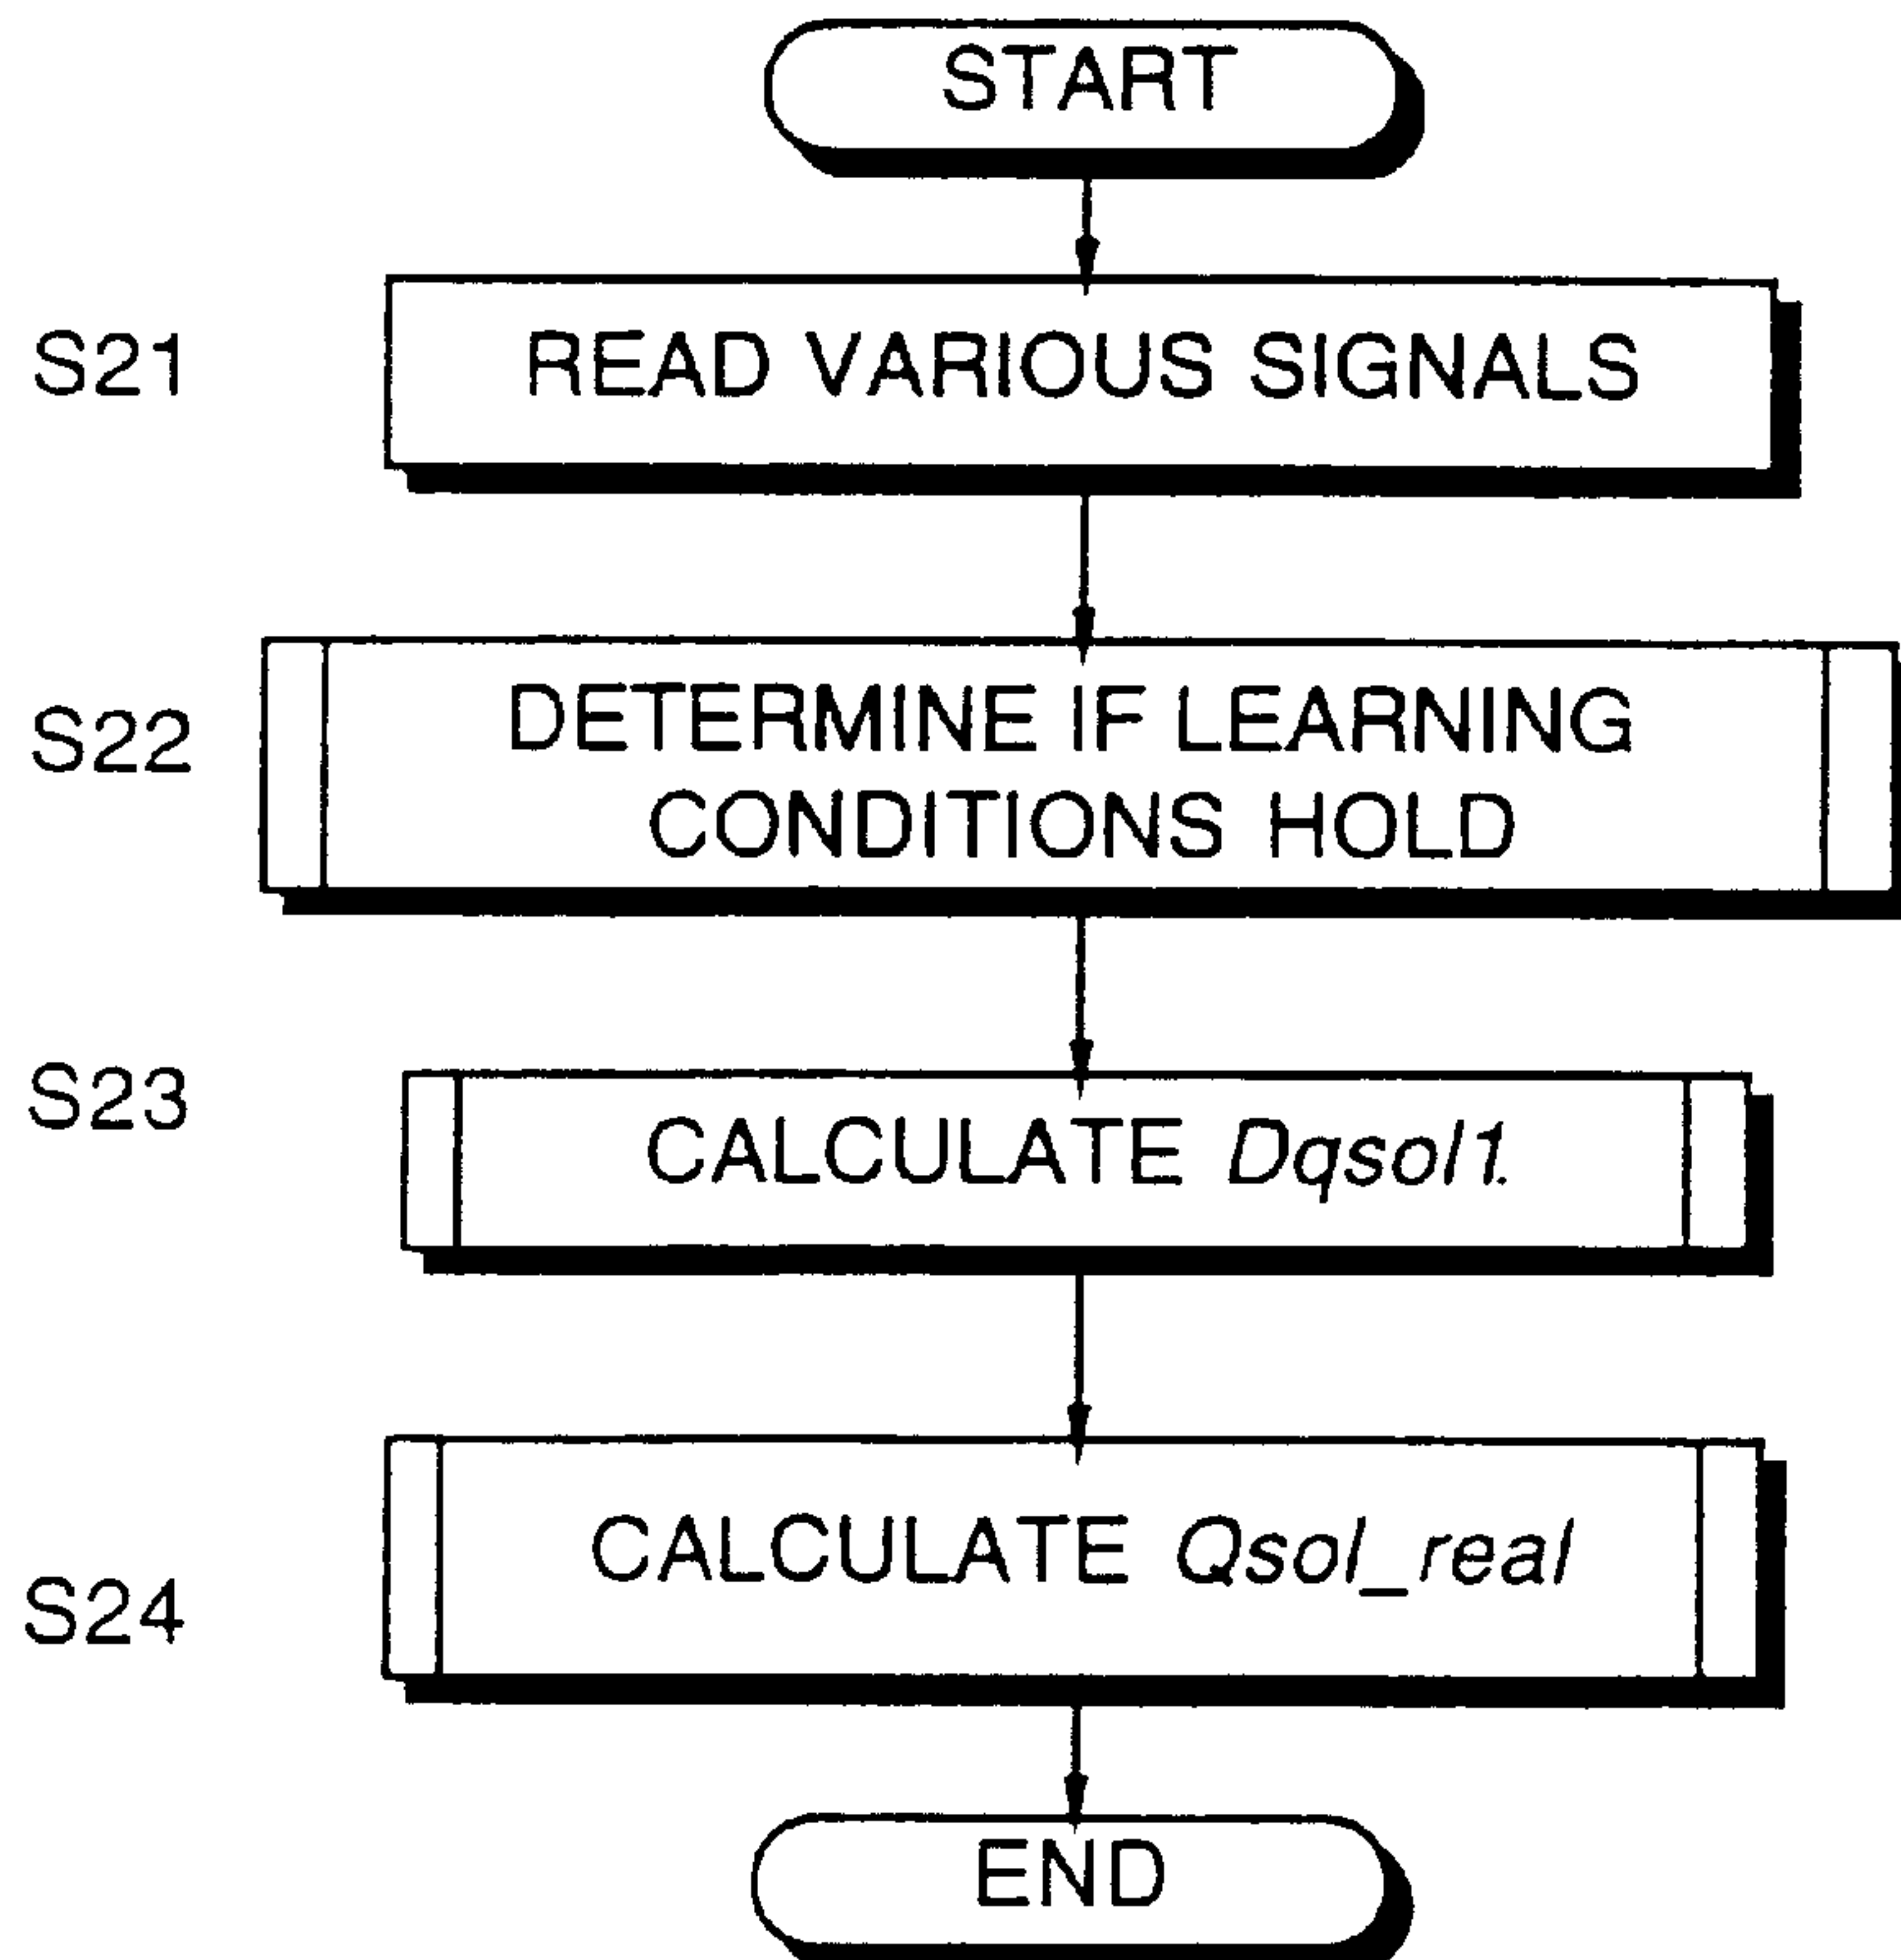 START
S21
READ VARIOUS SIGNALS
S22
DETERMINE IF LEARNING
CONDITIONS HOLD
S23
CALCULATE Dqsol1.
S24
CALCULATE Qsol_real
END